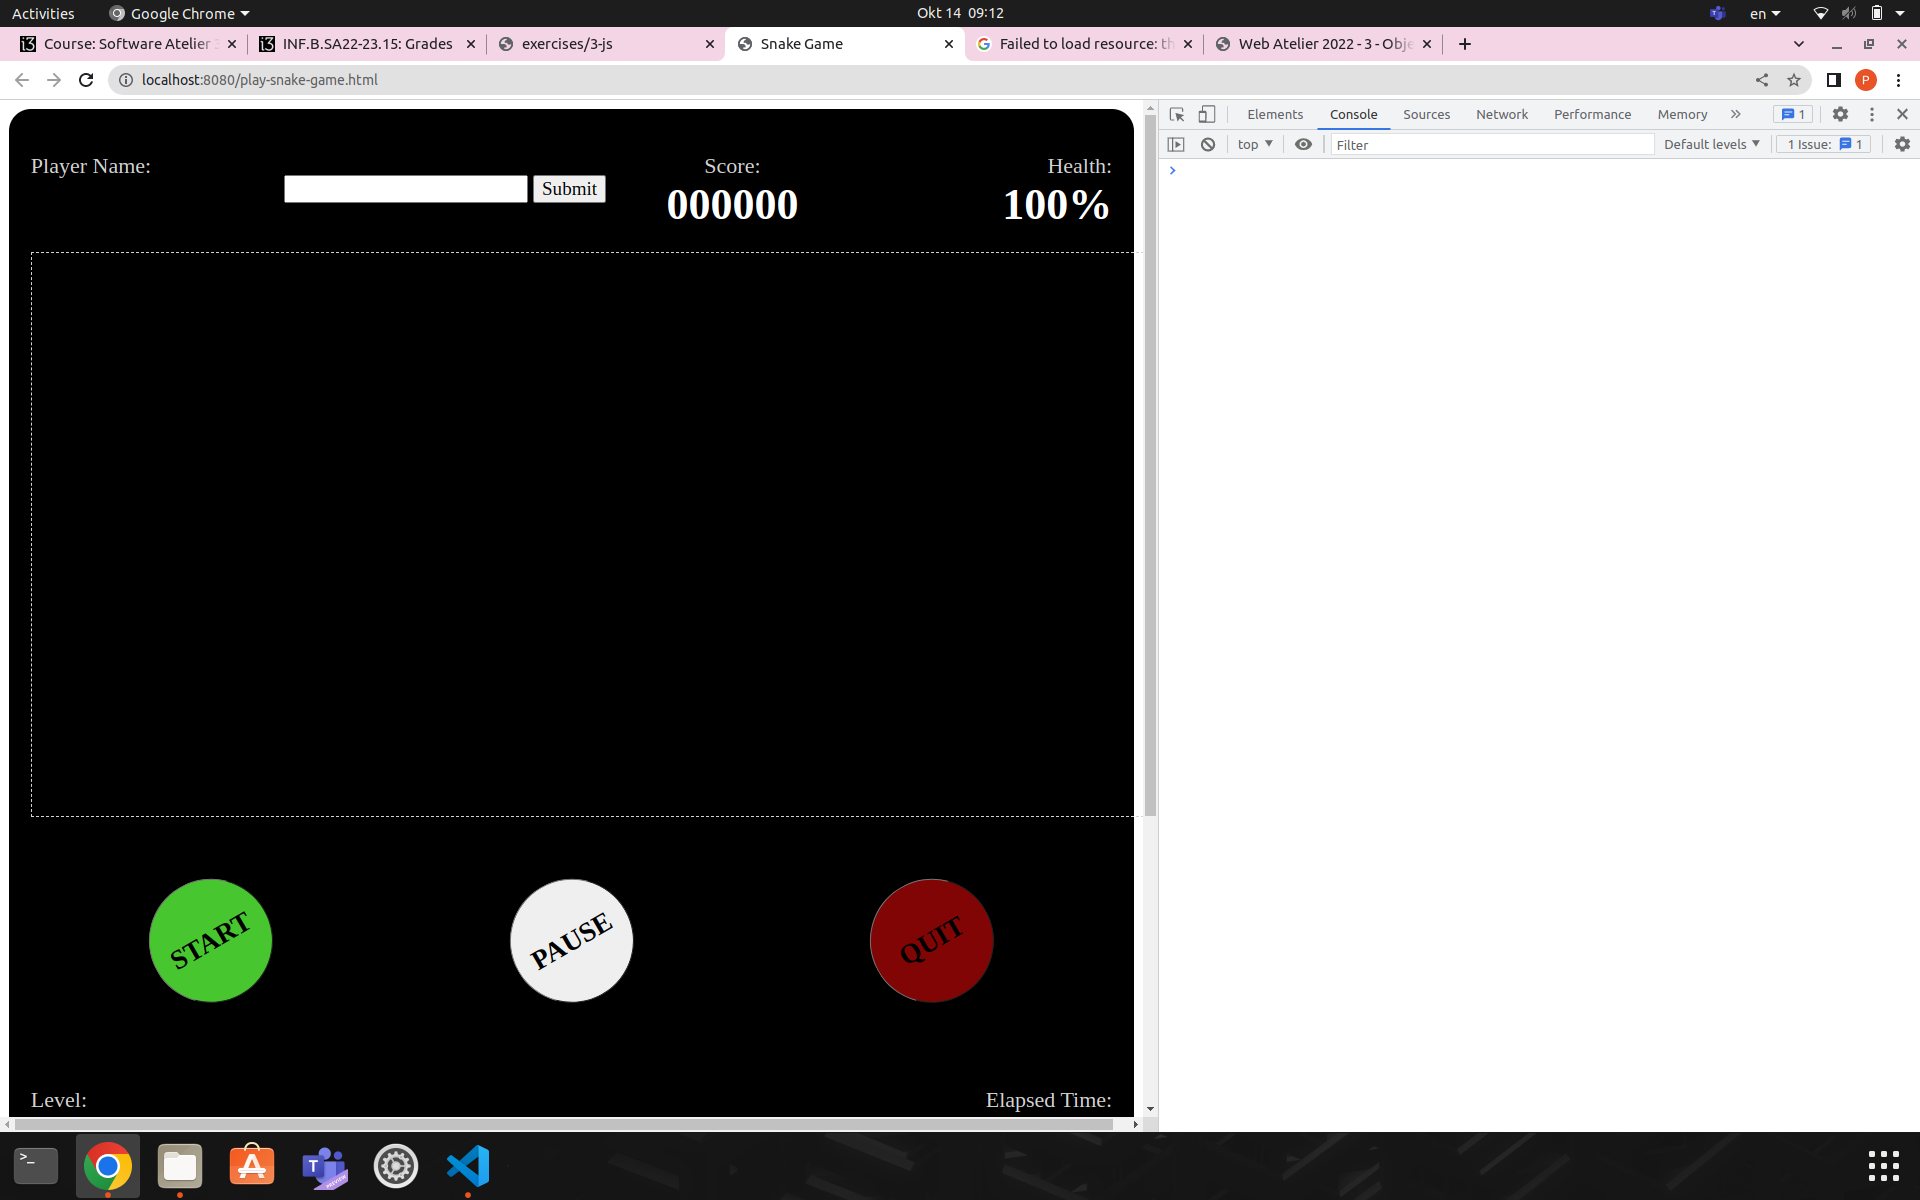 Activities Google Chrome Okt 14 09:12 en
Course: Software Atelier 3 INF.B.SA22-23.15: Grades exercises/3-js Snake Game Failed to load resource: th Web Atelier 2022 - 3 - Obje
localhost:8080/play-snake-game.html P
Elements Console Sources Network Performance Memory 1
top Filter Default levels 1 Issue: 1
Player Name: Submit
Score:
000000
Health:
100%
START PAUSE QUIT
Level: Elapsed Time: